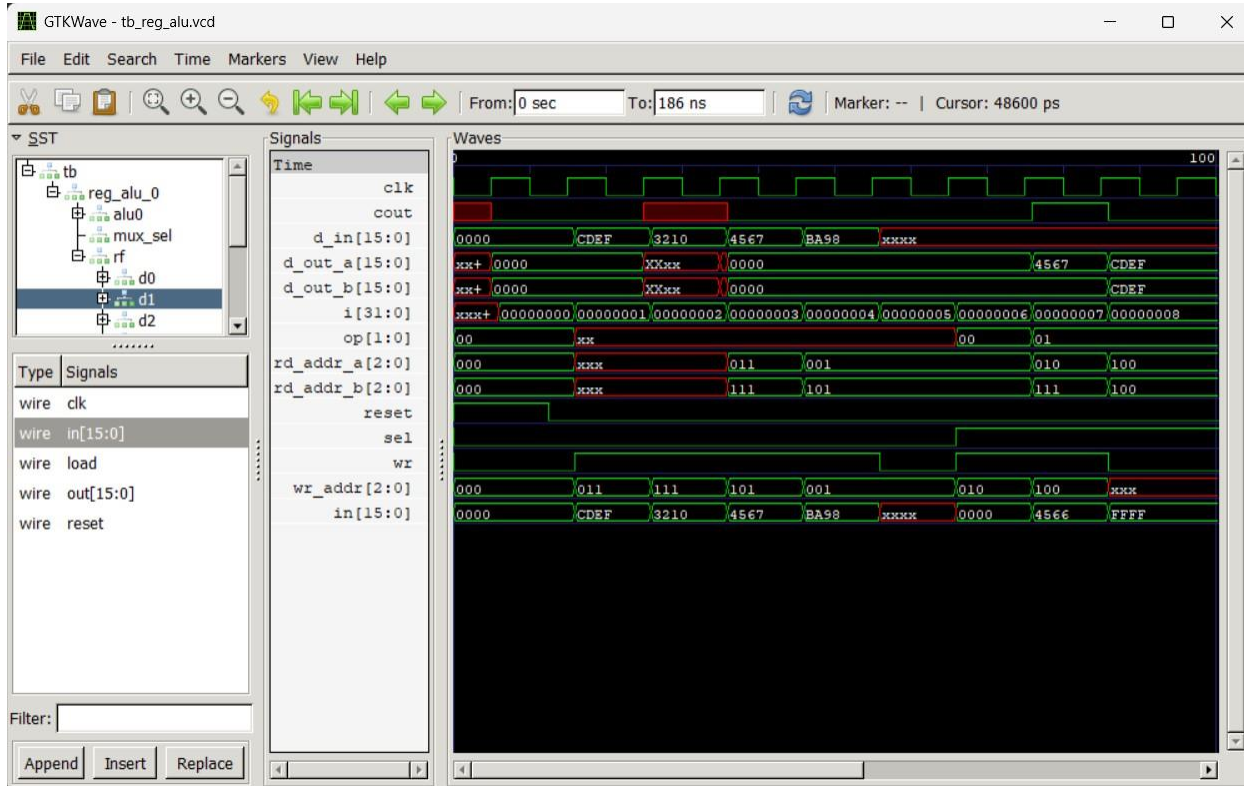 GTKWave - tb_reg_alu.vcd
File Edit Search Time Markers View Help
From: 0 sec To: 186 ns Marker: -- | Cursor: 48600 ps
SST
tb
reg_alu_0
alu0
mux_sel
rf
d0
d1
d2
Type Signals
wire clk
wire in[15:0]
wire load
wire out[15:0]
wire reset
Filter:
Append Insert Replace
Signals
Time
clk
cout
d_in[15:0]
d_out_a[15:0]
d_out_b[15:0]
i[31:0]
op[1:0]
rd_addr_a[2:0]
rd_addr_b[2:0]
reset
sel
wr
wr_addr[2:0]
in[15:0]
Waves
100
0000 CDEF 3210 4567 BA98 xxxx
xx+ 0000 XXxx 0000 4567 CDEF
xx+ 0000 XXxx 0000 CDEF
xxx+ 00000000 00000001 00000002 00000003 00000004 00000005 00000006 00000007 00000008
00 xx 00 01
000 xxx 011 001 010 100
000 xxx 111 101 111 100
000 011 111 101 001 010 100 xxx
0000 CDEF 3210 4567 BA98 xxxx 0000 4566 FFFF